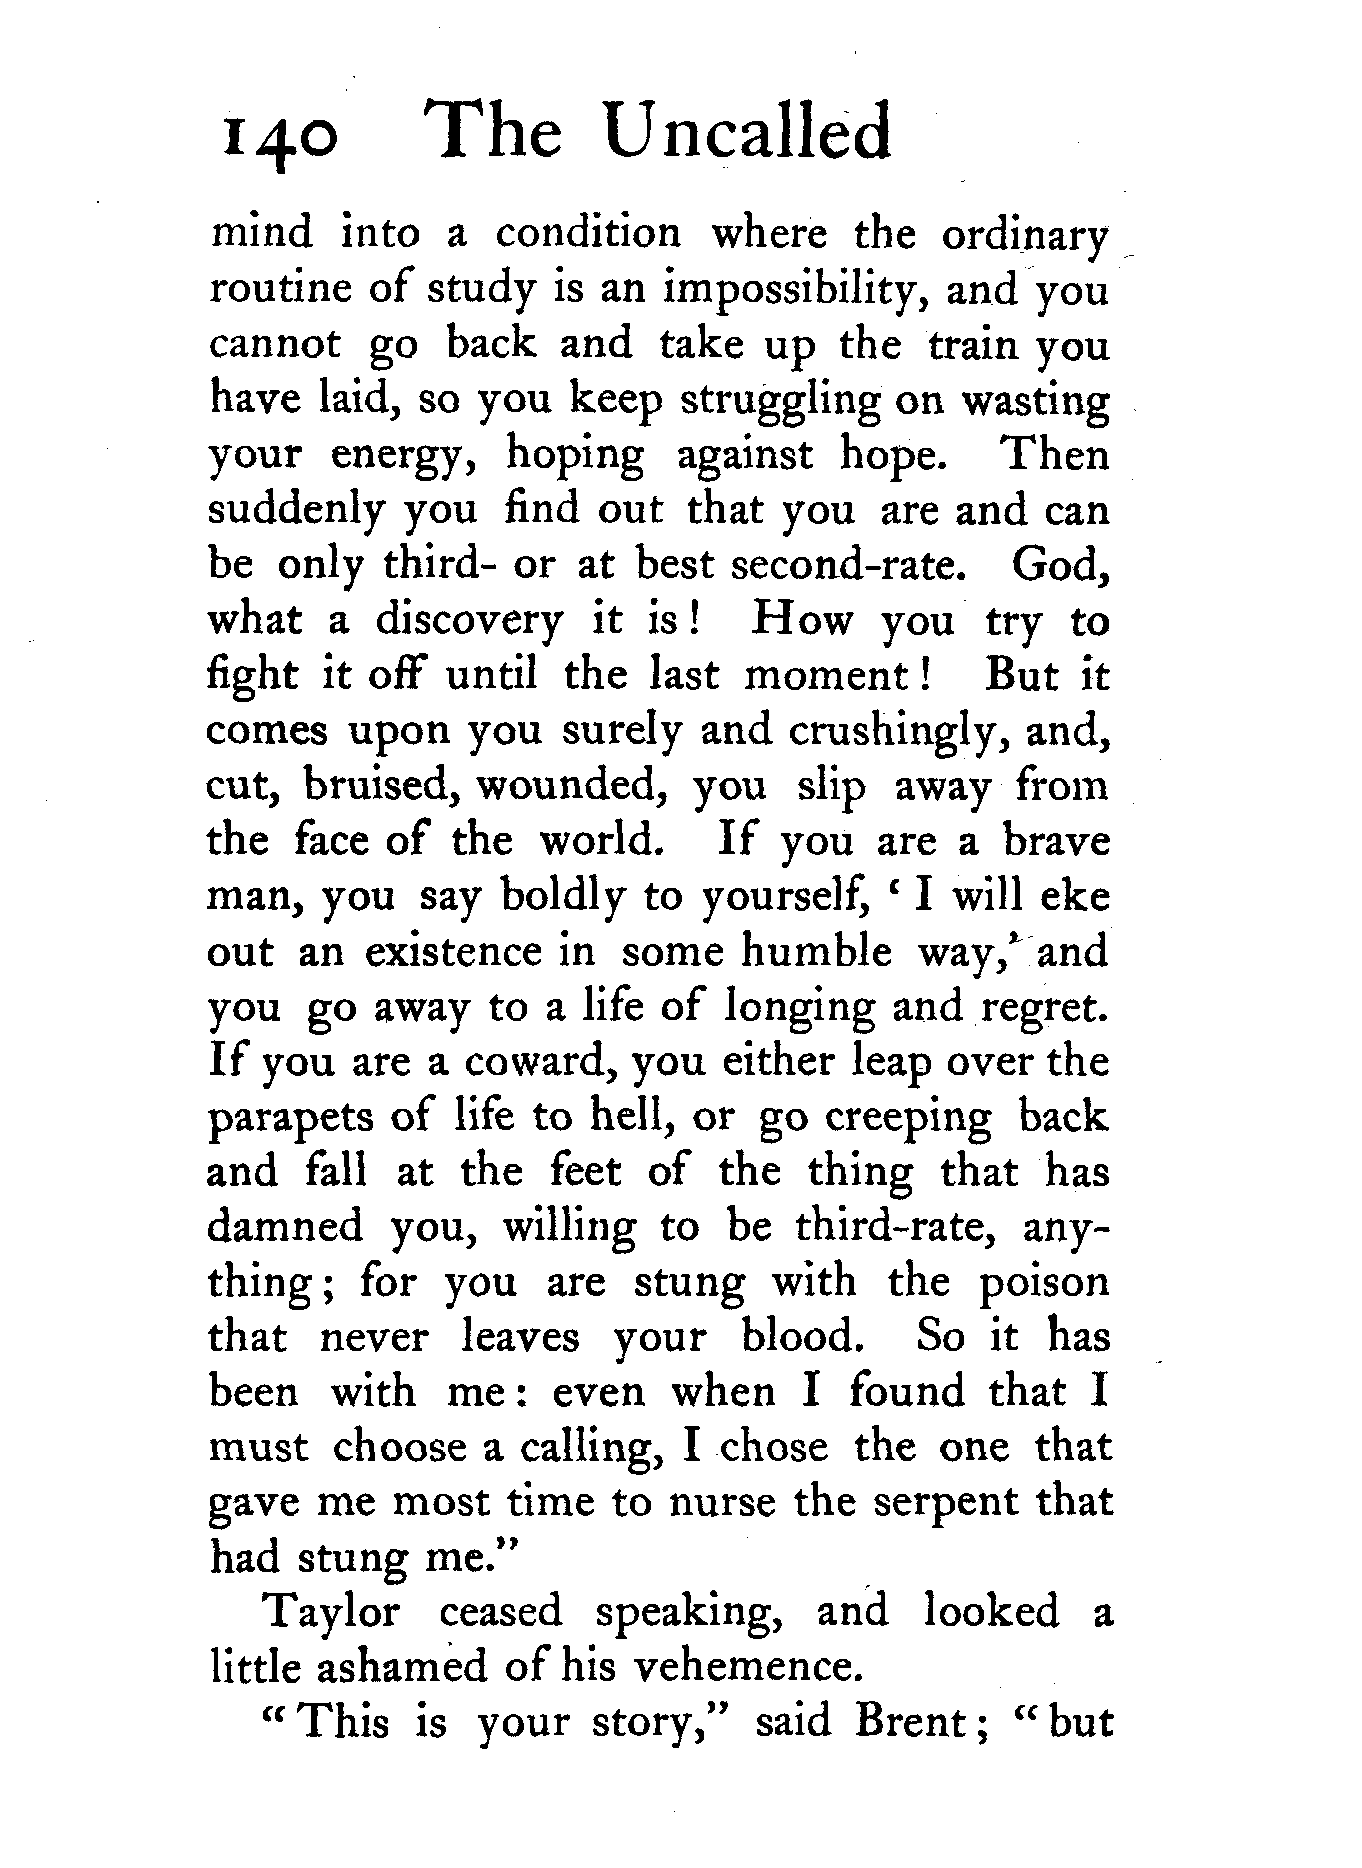 140 The Uncalled
mind into a condition where the ordinary
routine of study is an impossibility, and you
cannot go back and take up the train you
have laid, so you keep struggling on wasting
your energy, hoping against hope. Then
suddenly you find out that you are and can
be only third- or at best second-rate. God,
what a discovery it is! How you try to
fight it off until the last moment! But it
comes upon you surely and crushingly, and,
cut, bruised, wounded, you slip away from
the face of the world. If you are a brave
man, you say boldly to yourself, ‘I will eke
out an existence in some humble way,’ and
you go away to a life of longing and regret.
If you are a coward, you either leap over the
parapets of life to hell, or go creeping back
and fall at the feet of the thing that has
damned you, willing to be third-rate, any-
thing; for you are stung with the poison
that never leaves your blood. So it has
been with me: even when I found that I
must choose a calling, I chose the one that
gave me most time to nurse the serpent that
had stung me.”
Taylor ceased speaking, and looked a
little ashamed of his vehemence.
“This is your story,” said Brent; “but